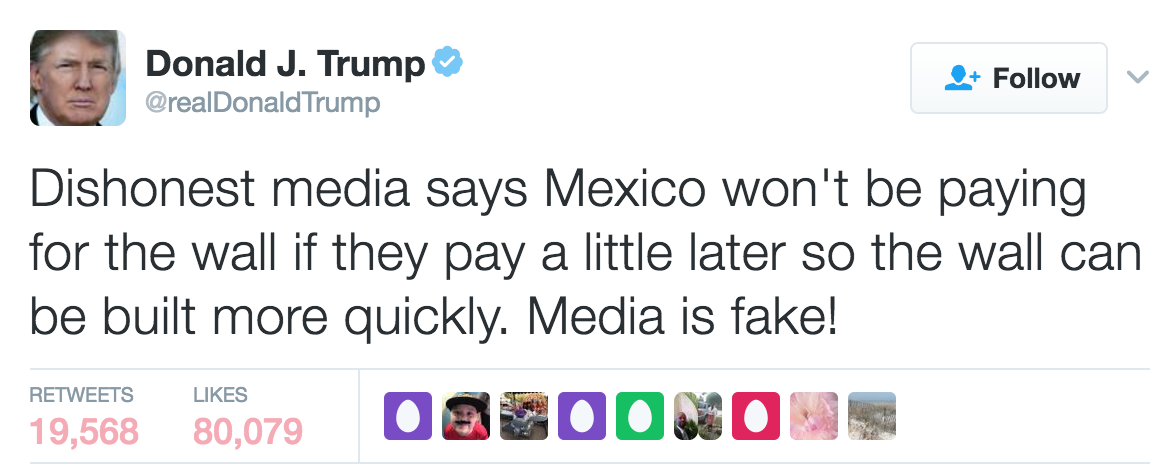 Donald J. Trump
@realDonaldTrump
Follow
Dishonest media says Mexico won't be paying
for the wall if they pay a little later so the wall can
be built more quickly. Media is fake!
RETWEETS LIKES
19,568 80,079